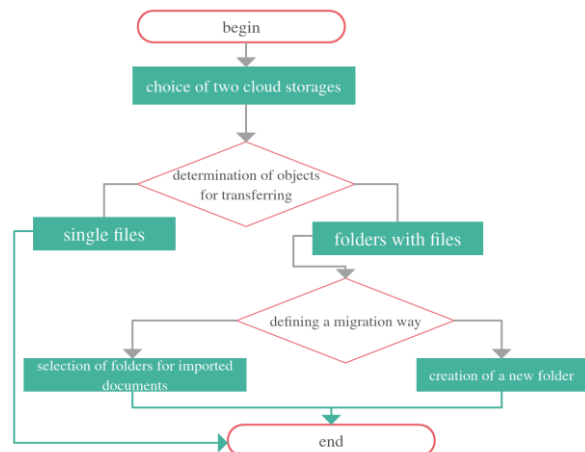 begin
choice of two cloud storages
determination of objects
for transferring
single files
folders with files
defining a migration way
selection of folders for imported
documents
creation of a new folder
end